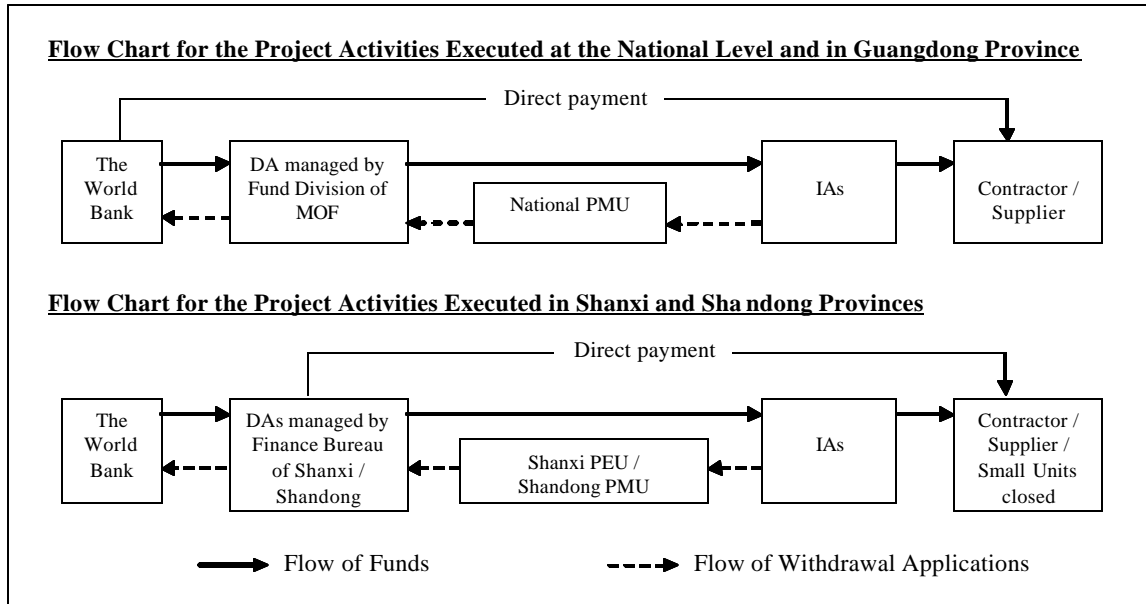 Flow Chart for the Project Activities Executed at the National Level and in Guangdong Province
Direct payment
The
World
Bank
DA managed by
Fund Division of
MOF
National PMU
IAs
Contractor /
Supplier
Flow Chart for the Project Activities Executed in Shanxi and Shandong Provinces
Direct payment
The
World
Bank
DAs managed by
Finance Bureau
of Shanxi /
Shandong
Shanxi PEU /
Shandong PMU
IAs
Contractor /
Supplier /
Small Units
closed
Flow of Funds
Flow of Withdrawal Applications